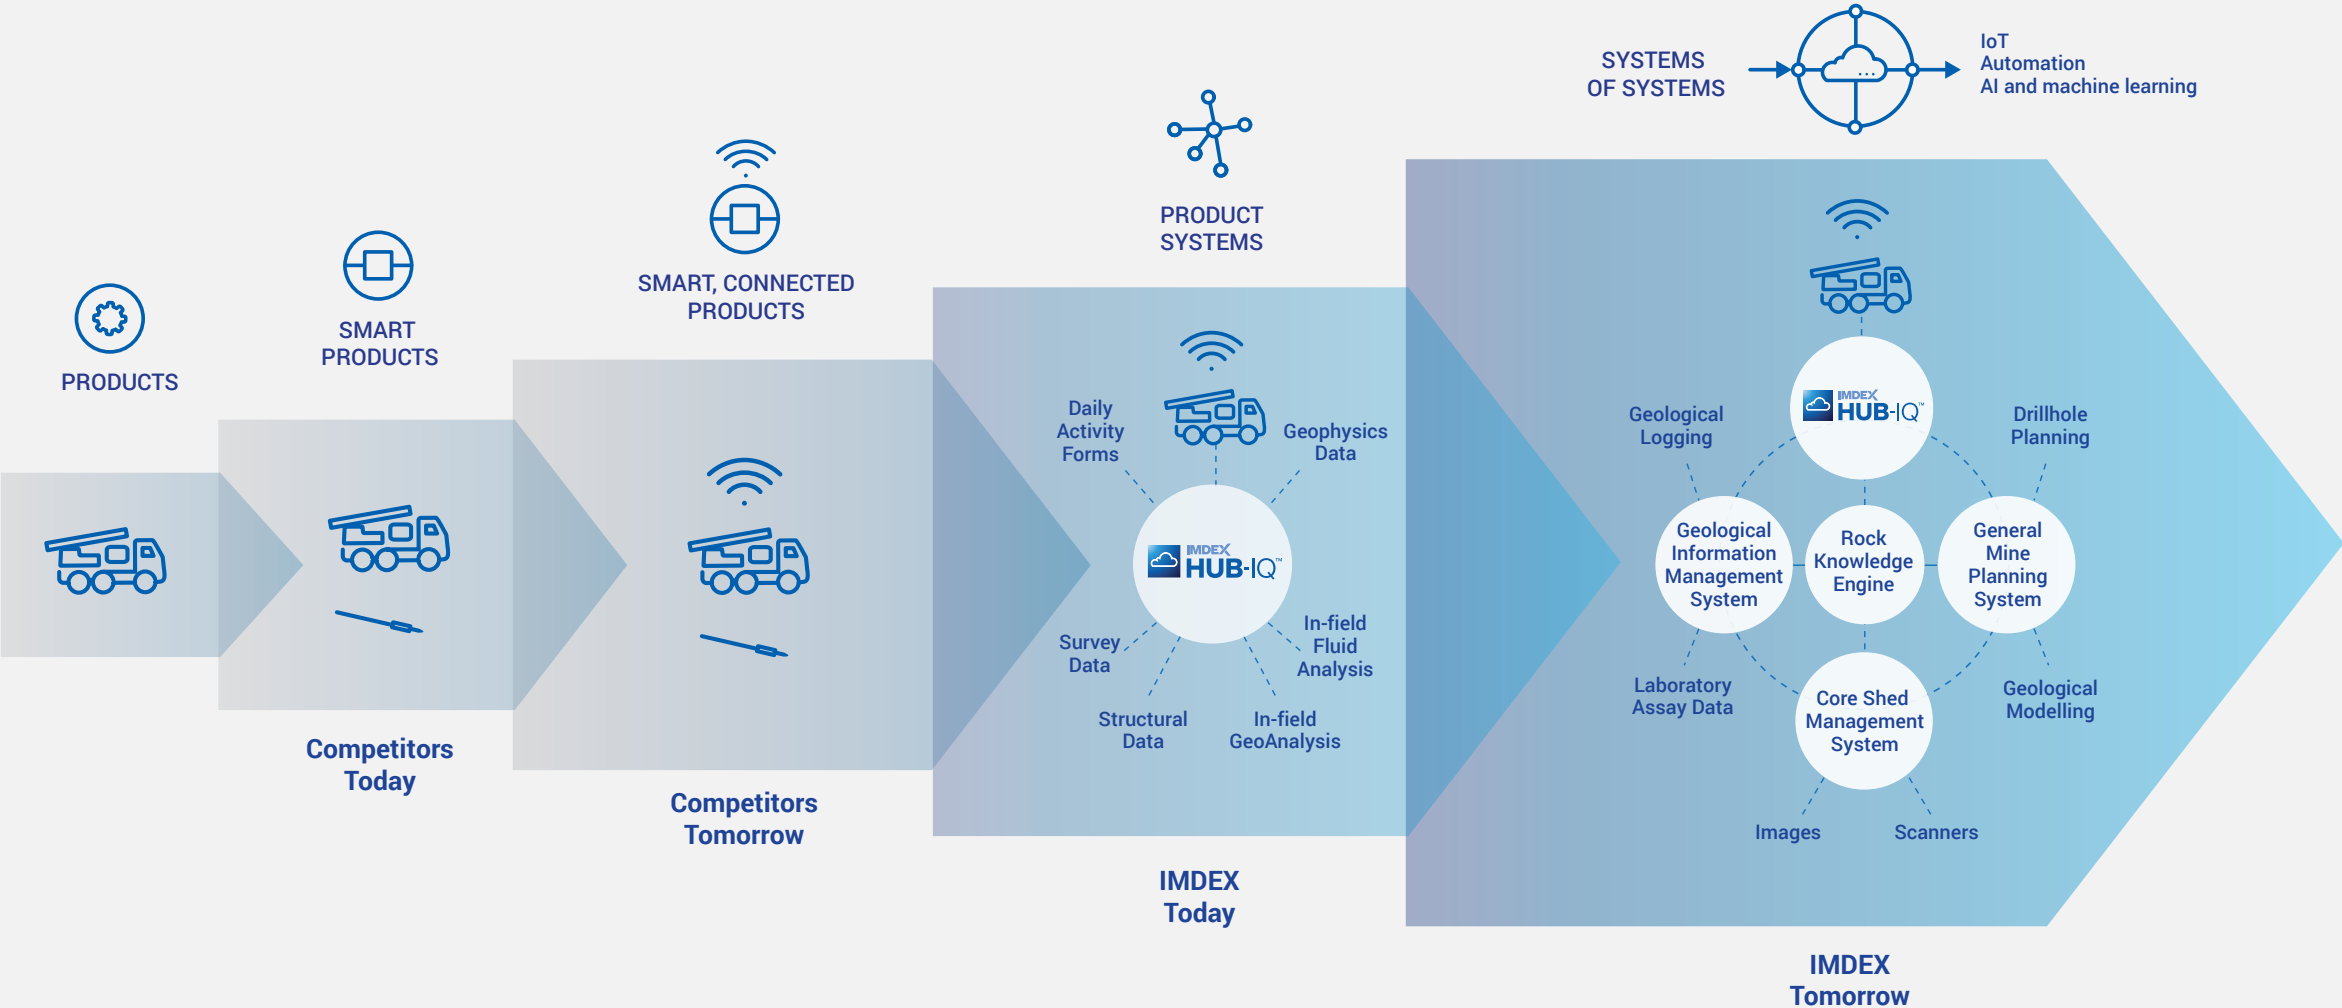 PRODUCTS
SMART
PRODUCTS
Competitors
Today
SMART, CONNECTED
PRODUCTS
Competitors
Tomorrow
PRODUCT
SYSTEMS
Daily
Activity
Forms
Geophysics
Data
IMDEX
HUB-IQ™
Survey
Data
In-field
Fluid
Analysis
Structural
Data
In-field
GeoAnalysis
IMDEX
Today
SYSTEMS
OF SYSTEMS
IoT
Automation
AI and machine learning
IMDEX
HUB-IQ™
Geological
Logging
Drillhole
Planning
Geological
Information
Management
System
Rock
Knowledge
Engine
General
Mine
Planning
System
Laboratory
Assay Data
Core Shed
Management
System
Geological
Modelling
Images
Scanners
IMDEX
Tomorrow